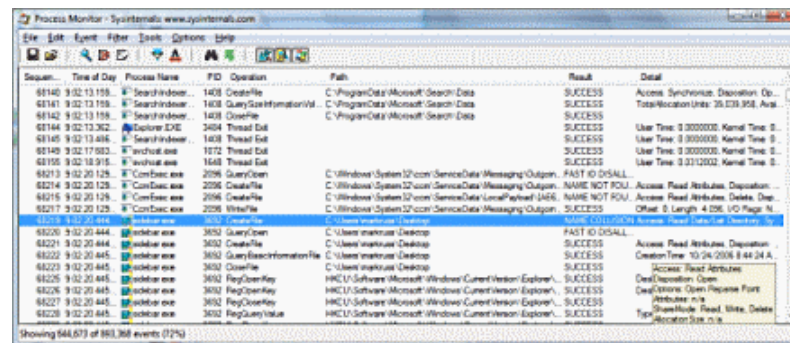 Process Monitor - Sysinternals: www.sysinternals.com
File Edit Event Filter Tools Options Help
Sequen... Time of Day Process Name PID Operation Path Result Detail
68140 9:02:13.159... SearchIndexer... 1408 CreateFile C:\ProgramData\Microsoft\Search\Data SUCCESS Access: Synchronize, Disposition: Op...
68141 9:02:13.159... SearchIndexer... 1408 QuerySizeInformationVol... C:\ProgramData\Microsoft\Search\Data SUCCESS TotalAllocationUnits: 39,039,958, Avai...
68142 9:02:13.159... SearchIndexer... 1408 CloseFile C:\ProgramData\Microsoft\Search\Data SUCCESS
68144 9:02:13.362... Explorer.EXE 3484 Thread Exit SUCCESS User Time: 0.0000000, Kernel Time: 0...
68145 9:02:13.486... SearchIndexer... 1408 Thread Exit SUCCESS User Time: 0.0000000, Kernel Time: 0...
68149 9:02:17.683... svchost.exe 1072 Thread Exit SUCCESS User Time: 0.0000000, Kernel Time: 0...
68155 9:02:18.915... svchost.exe 1648 Thread Exit SUCCESS User Time: 0.0312002, Kernel Time: 0...
68213 9:02:20.129... CcmExec.exe 2096 QueryOpen C:\Windows\System32\ccm\ServiceData\Messaging\Outgoin... FAST IO DISALL...
68214 9:02:20.129... CcmExec.exe 2096 CreateFile C:\Windows\System32\ccm\ServiceData\Messaging\Outgoin... NAME NOT FOU... Access: Read Attributes, Disposition: ...
68215 9:02:20.129... CcmExec.exe 2096 CreateFile C:\Windows\System32\ccm\ServiceData\LocalPayload\{AE6... NAME NOT FOU... Access: Read Attributes, Delete, Disp...
68217 9:02:20.129... CcmExec.exe 2096 WriteFile C:\Windows\System32\ccm\ServiceData\Messaging\Outgoin... SUCCESS Offset: 0, Length: 4,096, I/O Flags: N...
68219 9:02:20.444... sidebar.exe 3692 CreateFile C:\Users\markruss\Desktop NAME COLLISION Access: Read Data/List Directory, Sy...
68220 9:02:20.444... sidebar.exe 3692 QueryOpen C:\Users\markruss\Desktop FAST IO DISALL...
68221 9:02:20.444... sidebar.exe 3692 CreateFile C:\Users\markruss\Desktop SUCCESS Access: Read Attributes, Disposition: ...
68222 9:02:20.445... sidebar.exe 3692 QueryBasicInformationFile C:\Users\markruss\Desktop SUCCESS CreationTime: 10/24/2006 8:44:24 A...
68223 9:02:20.445... sidebar.exe 3692 CloseFile C:\Users\markruss\Desktop SUCCESS
68225 9:02:20.445... sidebar.exe 3692 RegOpenKey HKCU\Software\Microsoft\Windows\CurrentVersion\Explorer\... SUCCESS
68226 9:02:20.445... sidebar.exe 3692 RegOpenKey HKCU\Software\Microsoft\Windows\CurrentVersion\Explorer\... SUCCESS
68227 9:02:20.445... sidebar.exe 3692 RegCloseKey HKCU\Software\Microsoft\Windows\CurrentVersion\Explorer\... SUCCESS
68228 9:02:20.445... sidebar.exe 3692 RegQueryValue HKCU\Software\Microsoft\Windows\CurrentVersion\Explorer\... SUCCESS
Access: Read Attributes
Disposition: Open
Options: Open Reparse Point
Attributes: n/a
ShareMode: Read, Write, Delete
AllocationSize: n/a
Showing 644,673 of 893,368 events (72%)